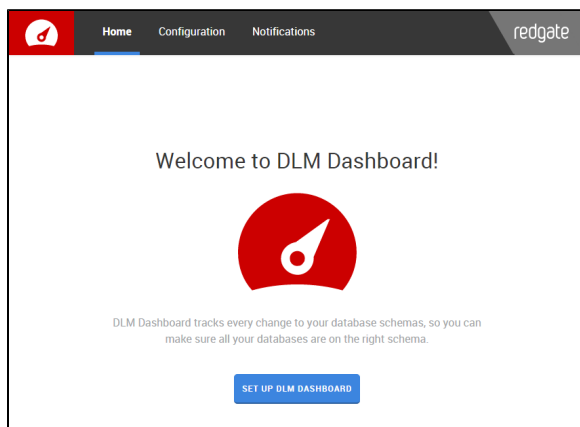 Home Configuration Notifications redgate
Welcome to DLM Dashboard!
DLM Dashboard tracks every change to your database schemas, so you can
make sure all your databases are on the right schema.
SET UP DLM DASHBOARD